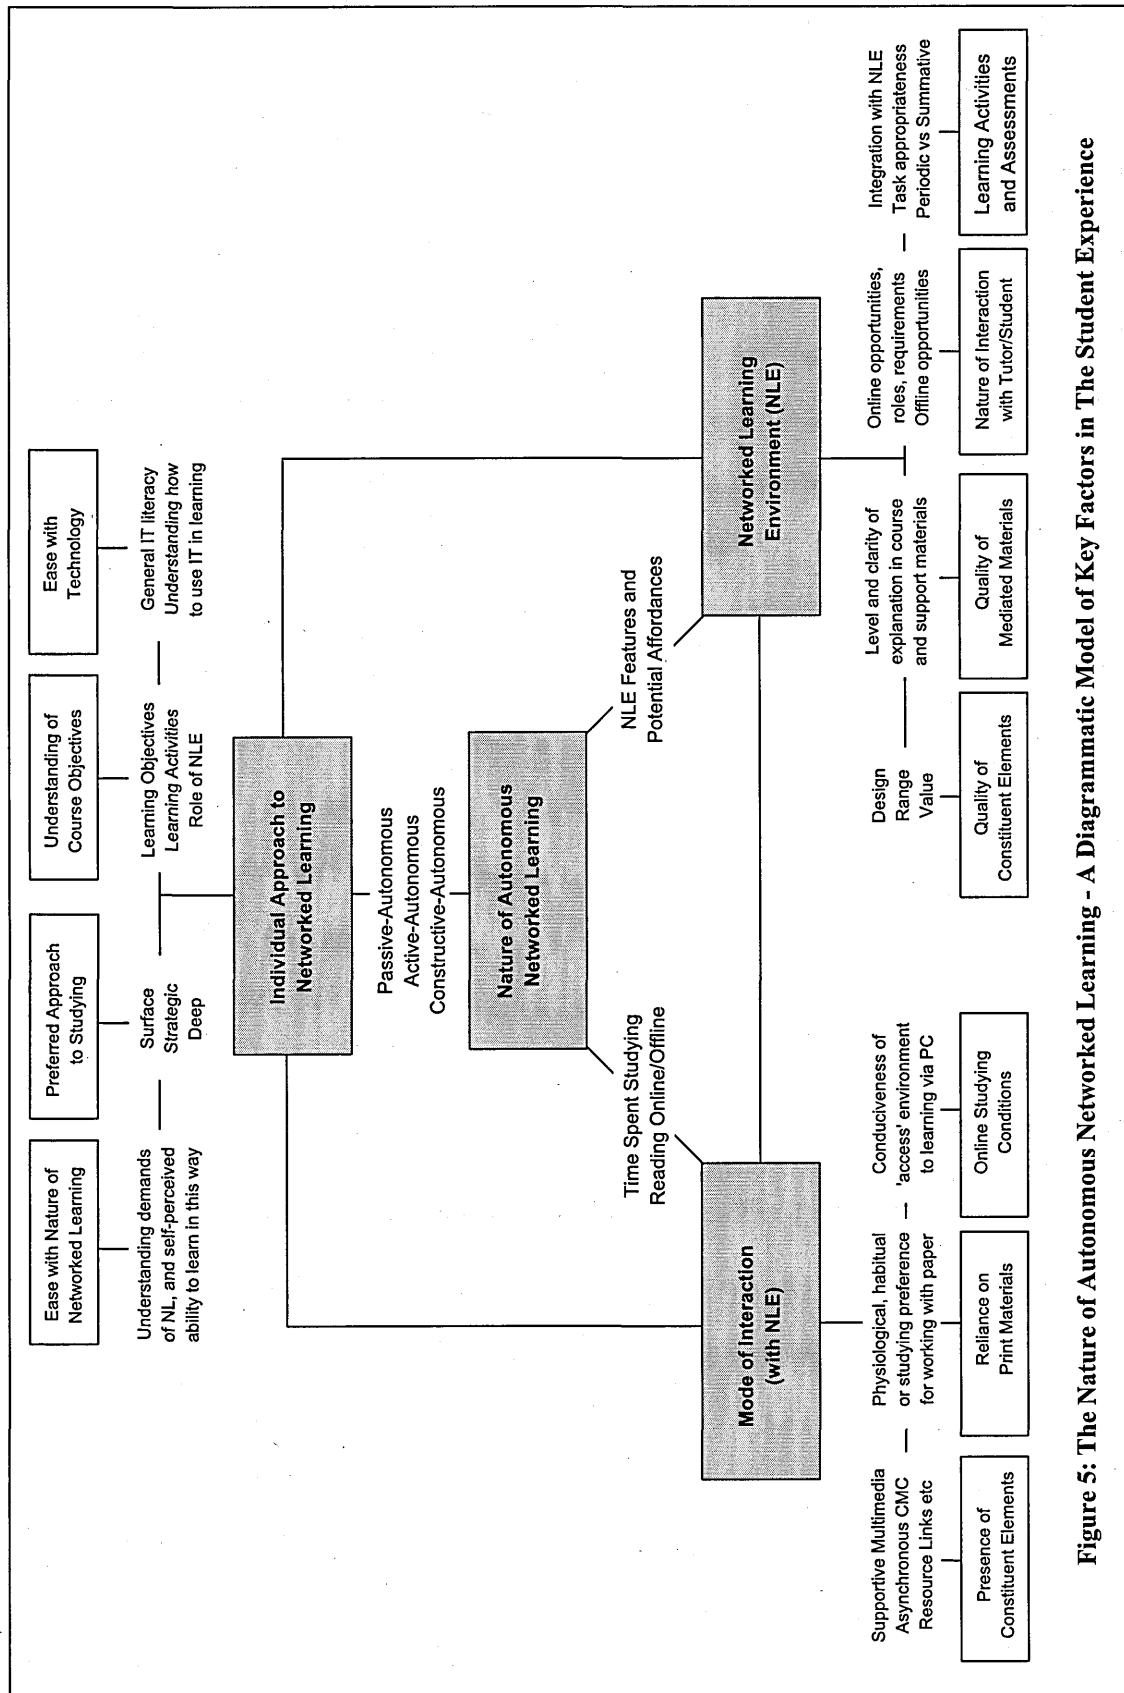 Ease with Nature of
Networked Learning
Preferred Approach
to Studying
Understanding of
Course Objectives
Ease with
Technology
Understanding demands
of NL, and self-perceived
ability to learn in this way
Surface
Strategic
Deep
Learning Objectives
Learning Activities
Role of NLE
General IT literacy
Understanding how
to use IT in learning
Individual Approach to
Networked Learning
Passive-Autonomous
Active-Autonomous
Constructive-Autonomous
Nature of Autonomous
Networked Learning
Time Spent Studying
Reading Online/Offline
NLE Features and
Potential Affordances
Mode of Interaction
(with NLE)
Networked Learning
Environment (NLE)
Supportive Multimedia
Asynchronous CMC
Resource Links etc
Physiological, habitual
or studying preference
for working with paper
Conduciveness of
'access' environment
to learning via PC
Design
Range
Value
Level and clarity of
explanation in course
and support materials
Online opportunities,
roles, requirements
Offline opportunities
Integration with NLE
Task appropriateness
Periodic vs Summative
Presence of
Constituent Elements
Reliance on
Print Materials
Online Studying
Conditions
Quality of
Constituent Elements
Quality of
Mediated Materials
Nature of Interaction
with Tutor/Student
Learning Activities
and Assessments
Figure 5: The Nature of Autonomous Networked Learning - A Diagrammatic Model of Key Factors in The Student Experience